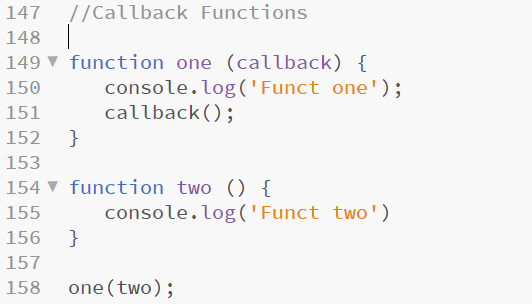 147 //Callback Functions
148
149 ▼ function one (callback) {
150    console.log('Funct one');
151    callback();
152 }
153
154 ▼ function two () {
155    console.log('Funct two')
156 }
157
158 one(two);